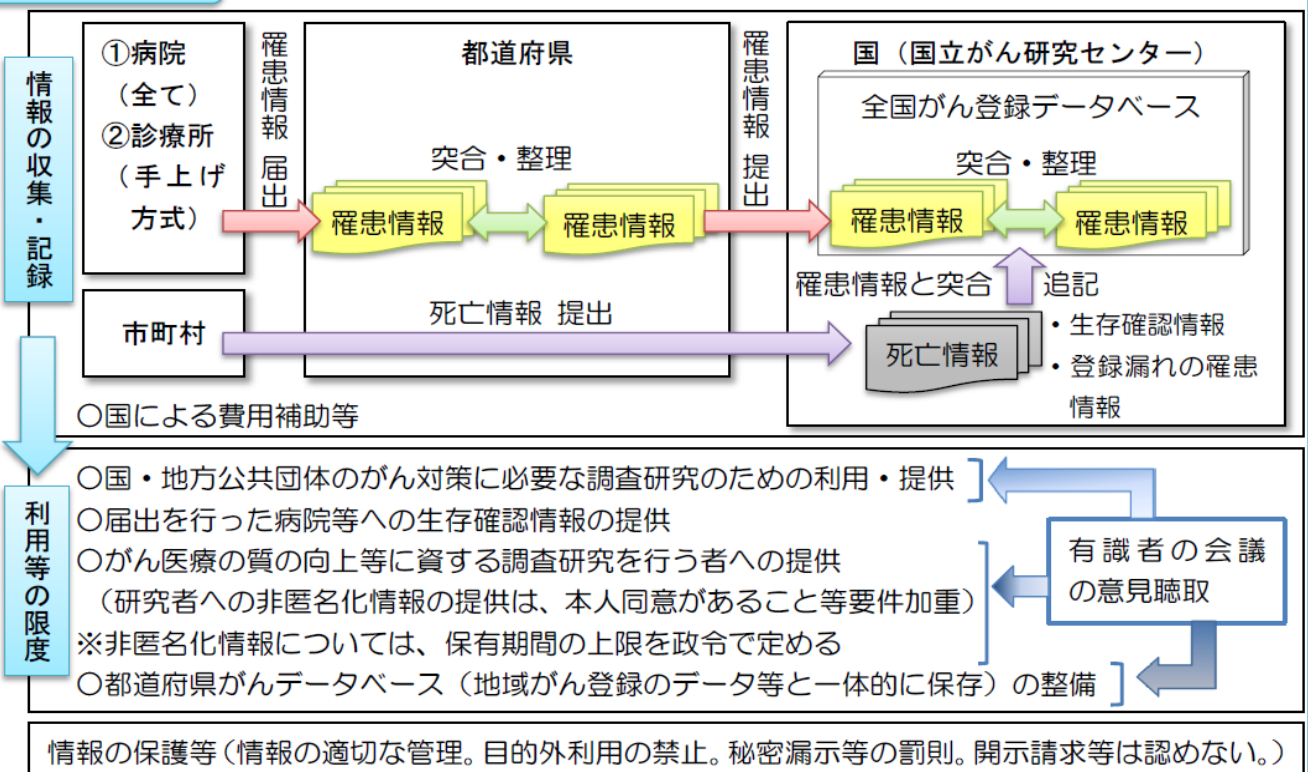 情報の収集・記録
①病院
（全て）
②診療所
（手上げ
方式）
罹患情報 届出
都道府県
突合・整理
罹患情報
罹患情報
罹患情報 提出
国（国立がん研究センター）
全国がん登録データベース
突合・整理
罹患情報
罹患情報
罹患情報と突合
追記
市町村
死亡情報 提出
死亡情報
・生存確認情報
・登録漏れの罹患
情報
〇国による費用補助等
利用等の限度
〇国・地方公共団体のがん対策に必要な調査研究のための利用・提供
〇届出を行った病院等への生存確認情報の提供
〇がん医療の質の向上等に資する調査研究を行う者への提供
（研究者への非匿名化情報の提供は、本人同意があること等要件加重）
※非匿名化情報については、保有期間の上限を政令で定める
〇都道府県がんデータベース（地域がん登録のデータ等と一体的に保存）の整備
有識者の会議
の意見聴取
情報の保護等（情報の適切な管理。目的外利用の禁止。秘密漏示等の罰則。開示請求等は認めない。）